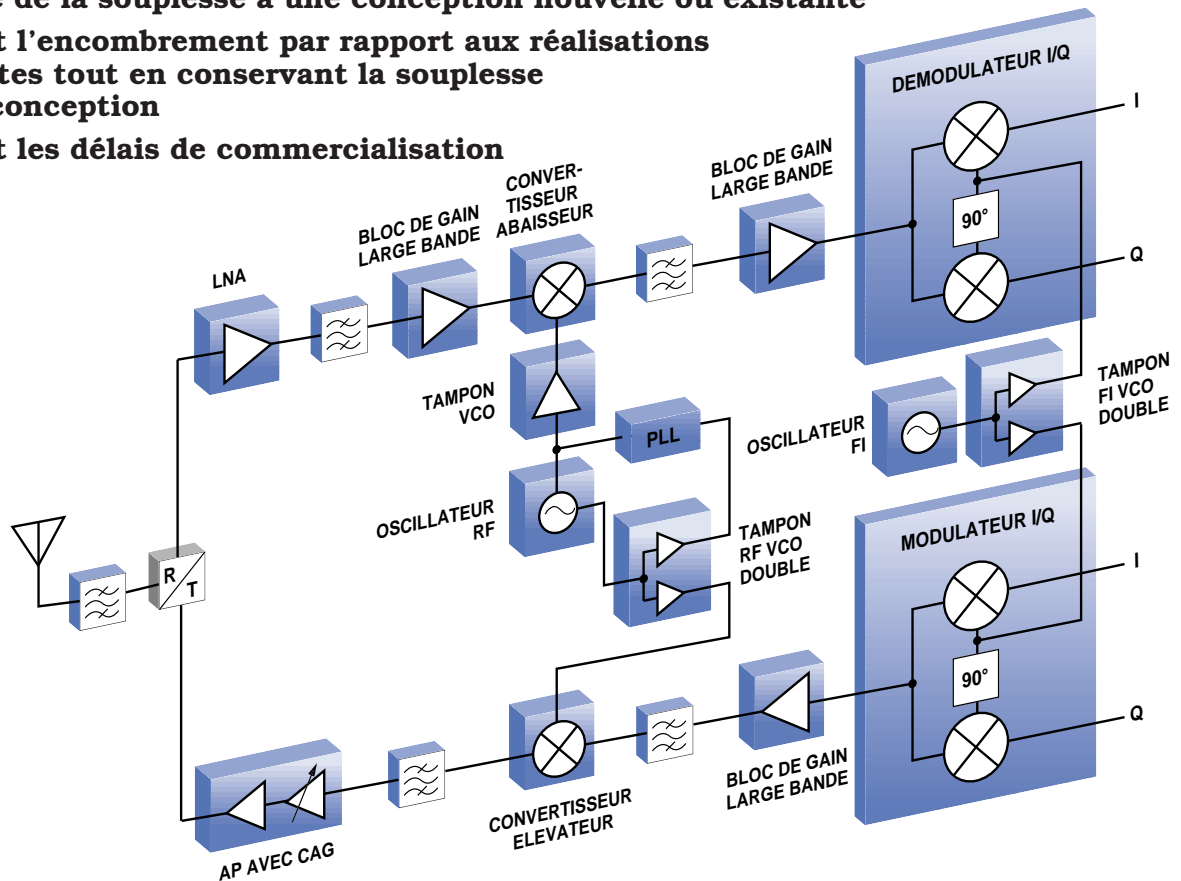 de la souplesse à une conception nouvelle ou existante
t l'encombrement par rapport aux réalisations
tes tout en conservant la souplesse
conception
t les délais de commercialisation
DEMODULATEUR I/Q
I
90°
Q
BLOC DE GAIN
LARGE BANDE
CONVER-
TISSEUR
ABAISSEUR
BLOC DE GAIN
LARGE BANDE
LNA
TAMPON
VCO
PLL
OSCILLATEUR
FI
TAMPON
FI VCO
DOUBLE
OSCILLATEUR
RF
TAMPON
RF VCO
DOUBLE
R
T
MODULATEUR I/Q
I
90°
Q
BLOC DE GAIN
LARGE BANDE
CONVERTISSEUR
ELEVATEUR
AP AVEC CAG